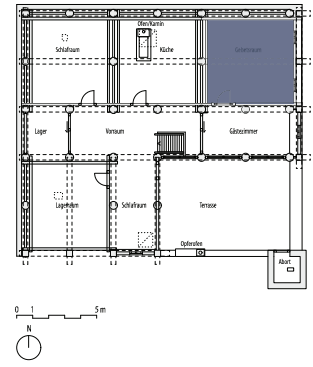 Ofen/Kamin
Schlafraum
Küche
Lager
Vorraum
Gästezimmer
Lagerraum
Schlafraum
Terrasse
Opferofen
Abort
0 1 5 m
N